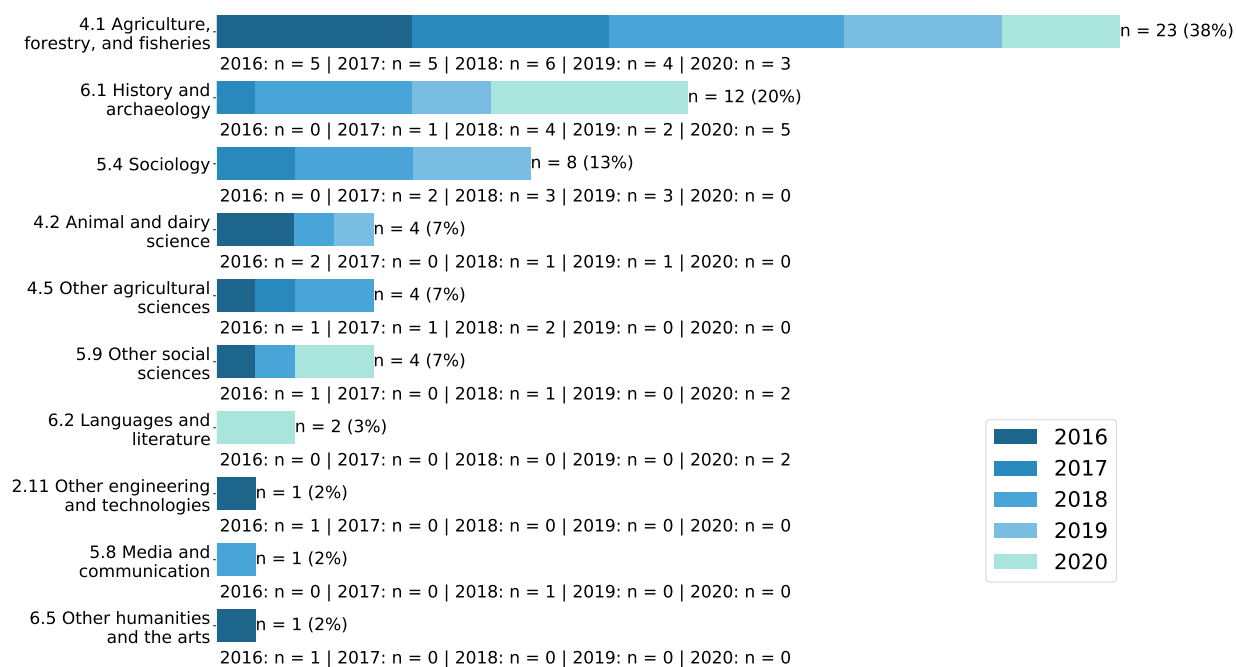 4.1 Agriculture,
forestry, and fisheries
n = 23 (38%)
2016: n = 5 | 2017: n = 5 | 2018: n = 6 | 2019: n = 4 | 2020: n = 3
6.1 History and
archaeology
n = 12 (20%)
2016: n = 0 | 2017: n = 1 | 2018: n = 4 | 2019: n = 2 | 2020: n = 5
5.4 Sociology
n = 8 (13%)
2016: n = 0 | 2017: n = 2 | 2018: n = 3 | 2019: n = 3 | 2020: n = 0
4.2 Animal and dairy
science
n = 4 (7%)
2016: n = 2 | 2017: n = 0 | 2018: n = 1 | 2019: n = 1 | 2020: n = 0
4.5 Other agricultural
sciences
n = 4 (7%)
2016: n = 1 | 2017: n = 1 | 2018: n = 2 | 2019: n = 0 | 2020: n = 0
5.9 Other social
sciences
n = 4 (7%)
2016: n = 1 | 2017: n = 0 | 2018: n = 1 | 2019: n = 0 | 2020: n = 2
6.2 Languages and
literature
n = 2 (3%)
2016: n = 0 | 2017: n = 0 | 2018: n = 0 | 2019: n = 0 | 2020: n = 2
2.11 Other engineering
and technologies
n = 1 (2%)
2016: n = 1 | 2017: n = 0 | 2018: n = 0 | 2019: n = 0 | 2020: n = 0
5.8 Media and
communication
n = 1 (2%)
2016: n = 0 | 2017: n = 0 | 2018: n = 1 | 2019: n = 0 | 2020: n = 0
6.5 Other humanities
and the arts
n = 1 (2%)
2016: n = 1 | 2017: n = 0 | 2018: n = 0 | 2019: n = 0 | 2020: n = 0
2016
2017
2018
2019
2020